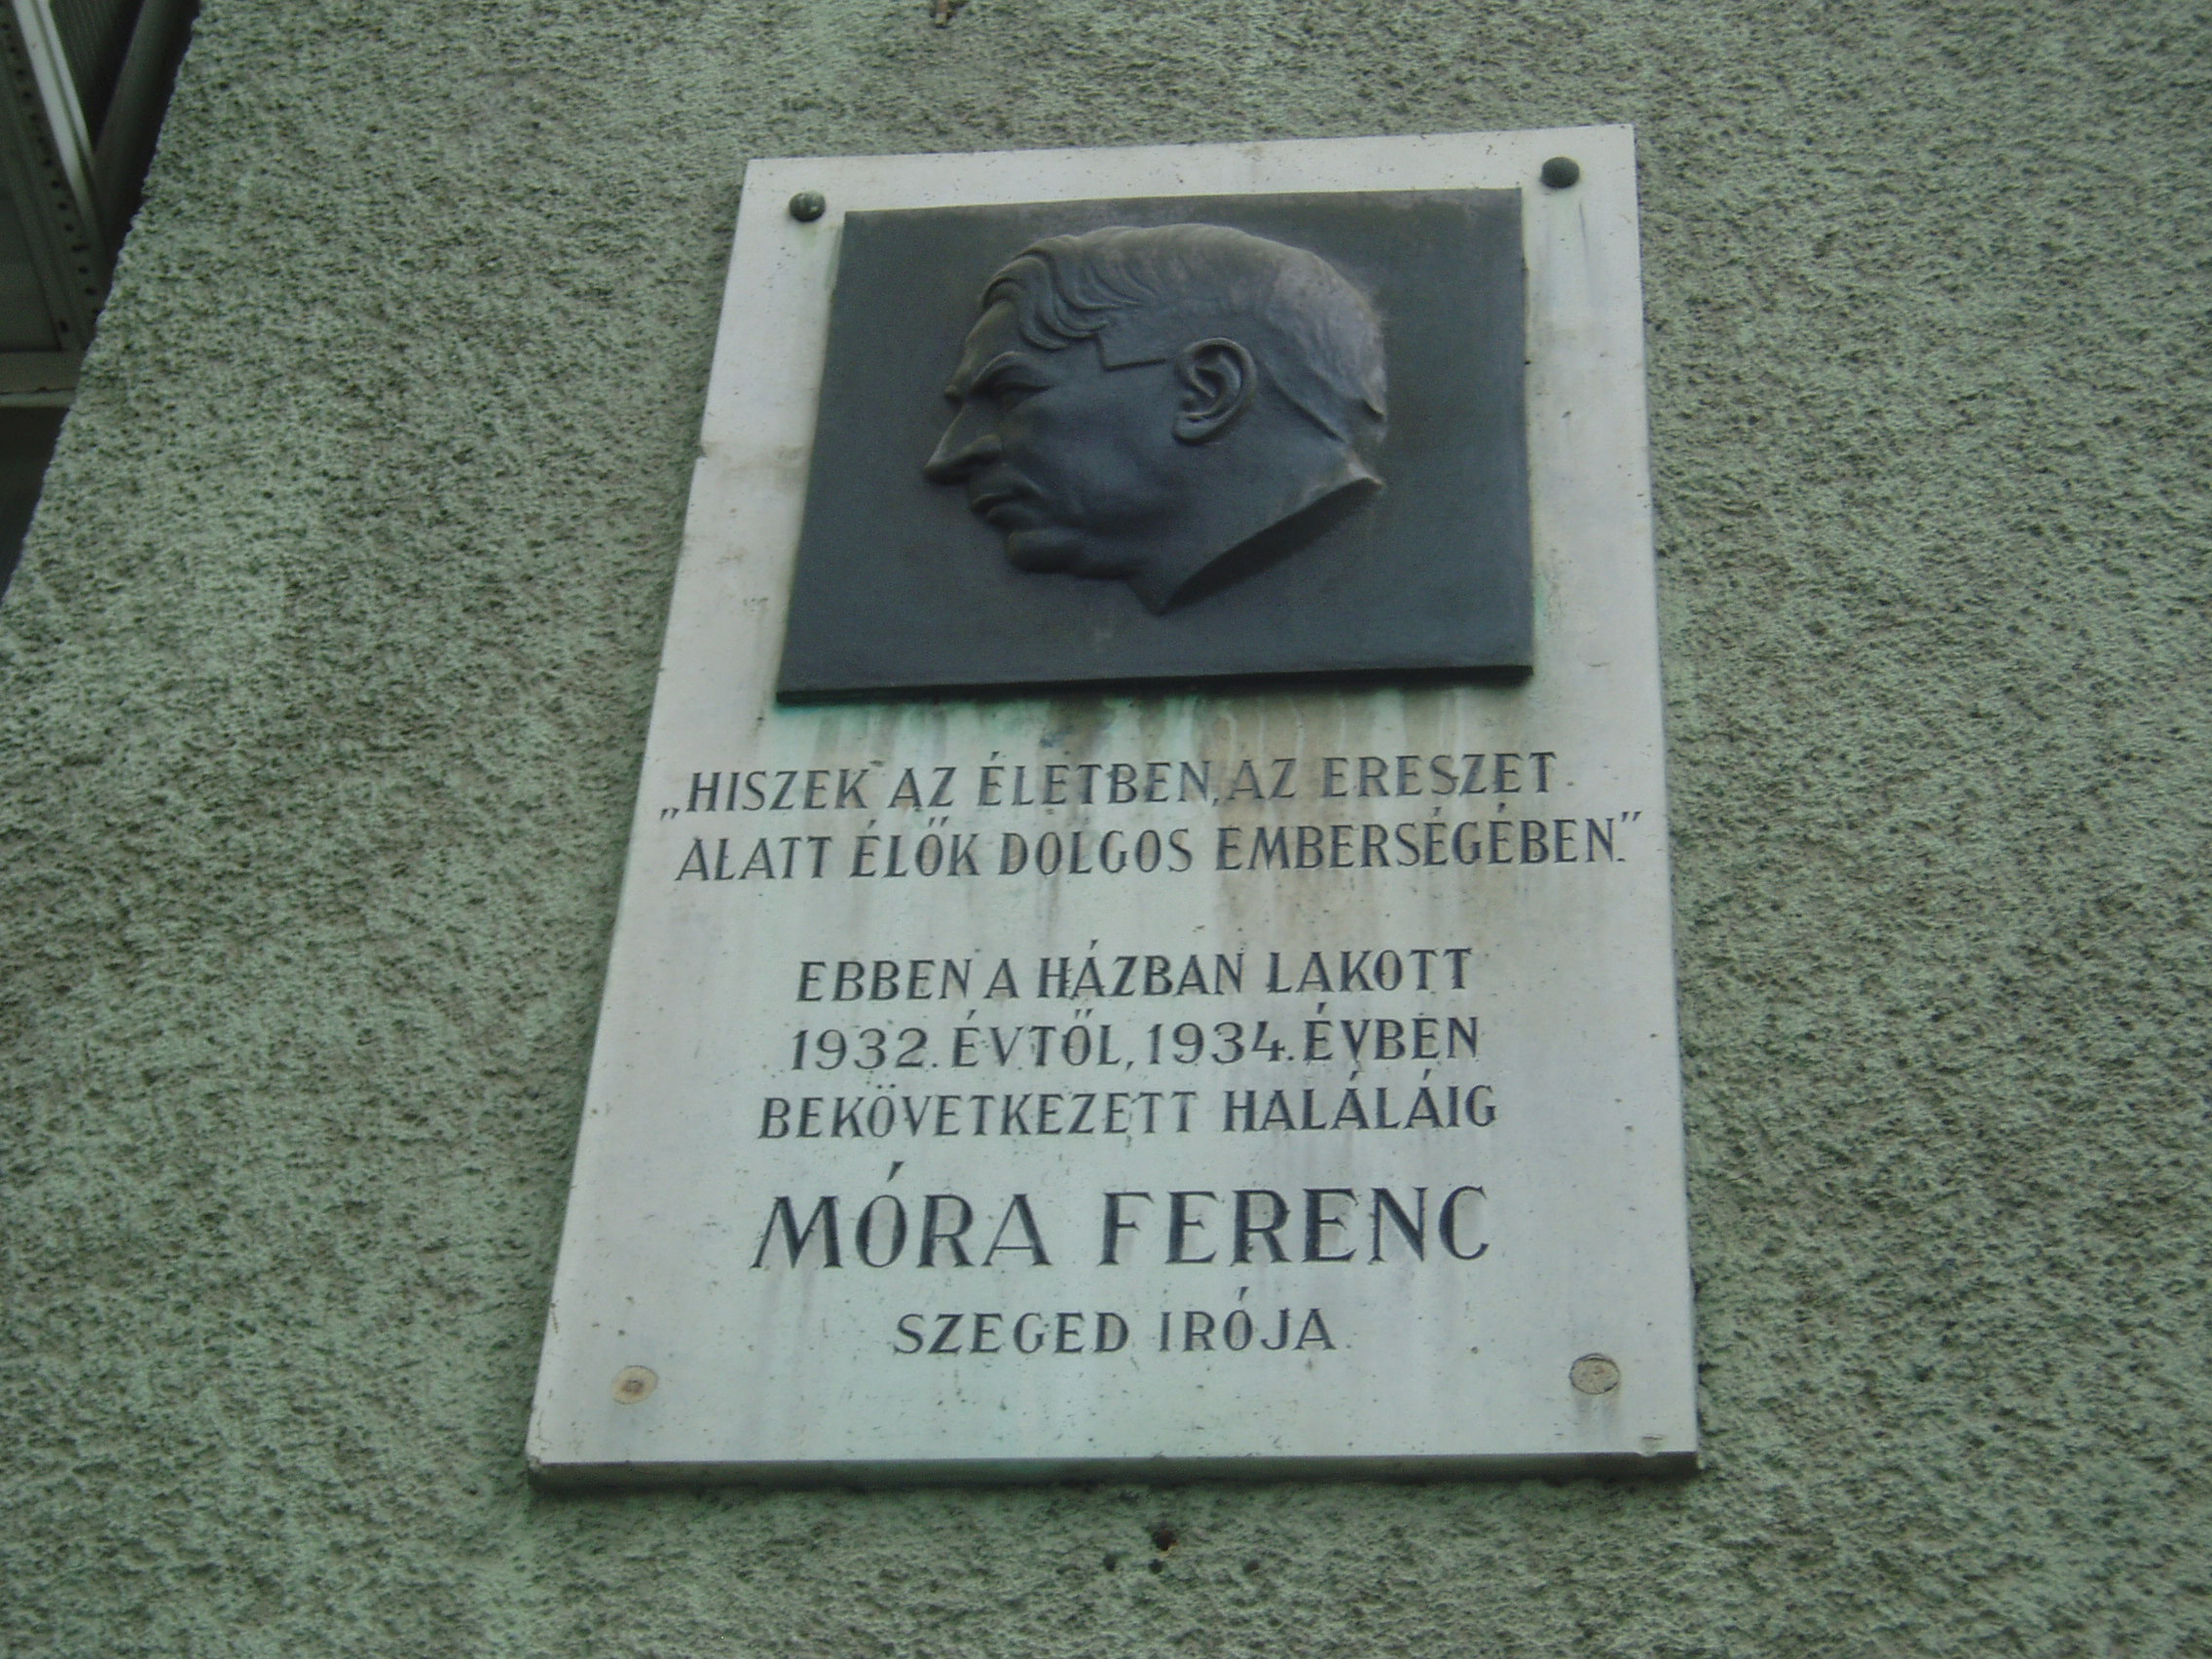 „HISZEK AZ ÉLETBEN, AZ ERESZET
ALATT ÉLŐK DOLGOS EMBERSÉGÉBEN."
EBBEN A HÁZBAN LAKOTT
1932. ÉVTŐL, 1934. ÉVBEN
BEKÖVETKEZETT HALÁLÁIG
MÓRA FERENC
SZEGED IRÓJA